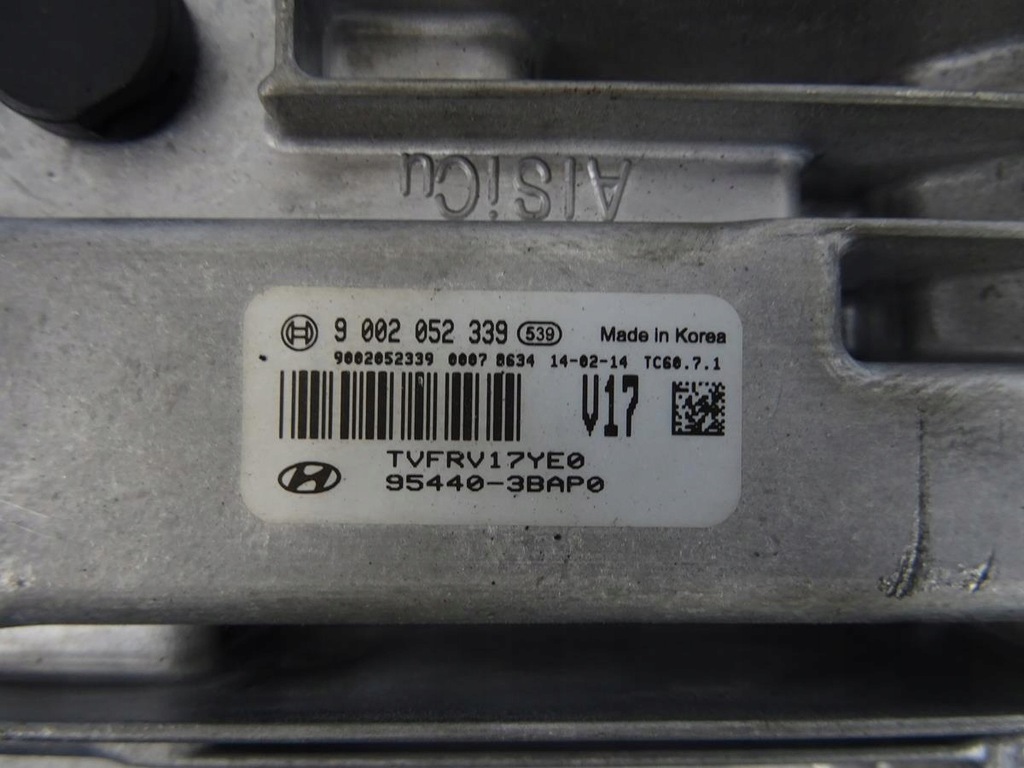 AlSiCu
9 002 052 339 539 Made in Korea
9002052339 0007 8634 14-02-14 TC60.7.1
V17
TVFRV17YE0
95440-3BAP0